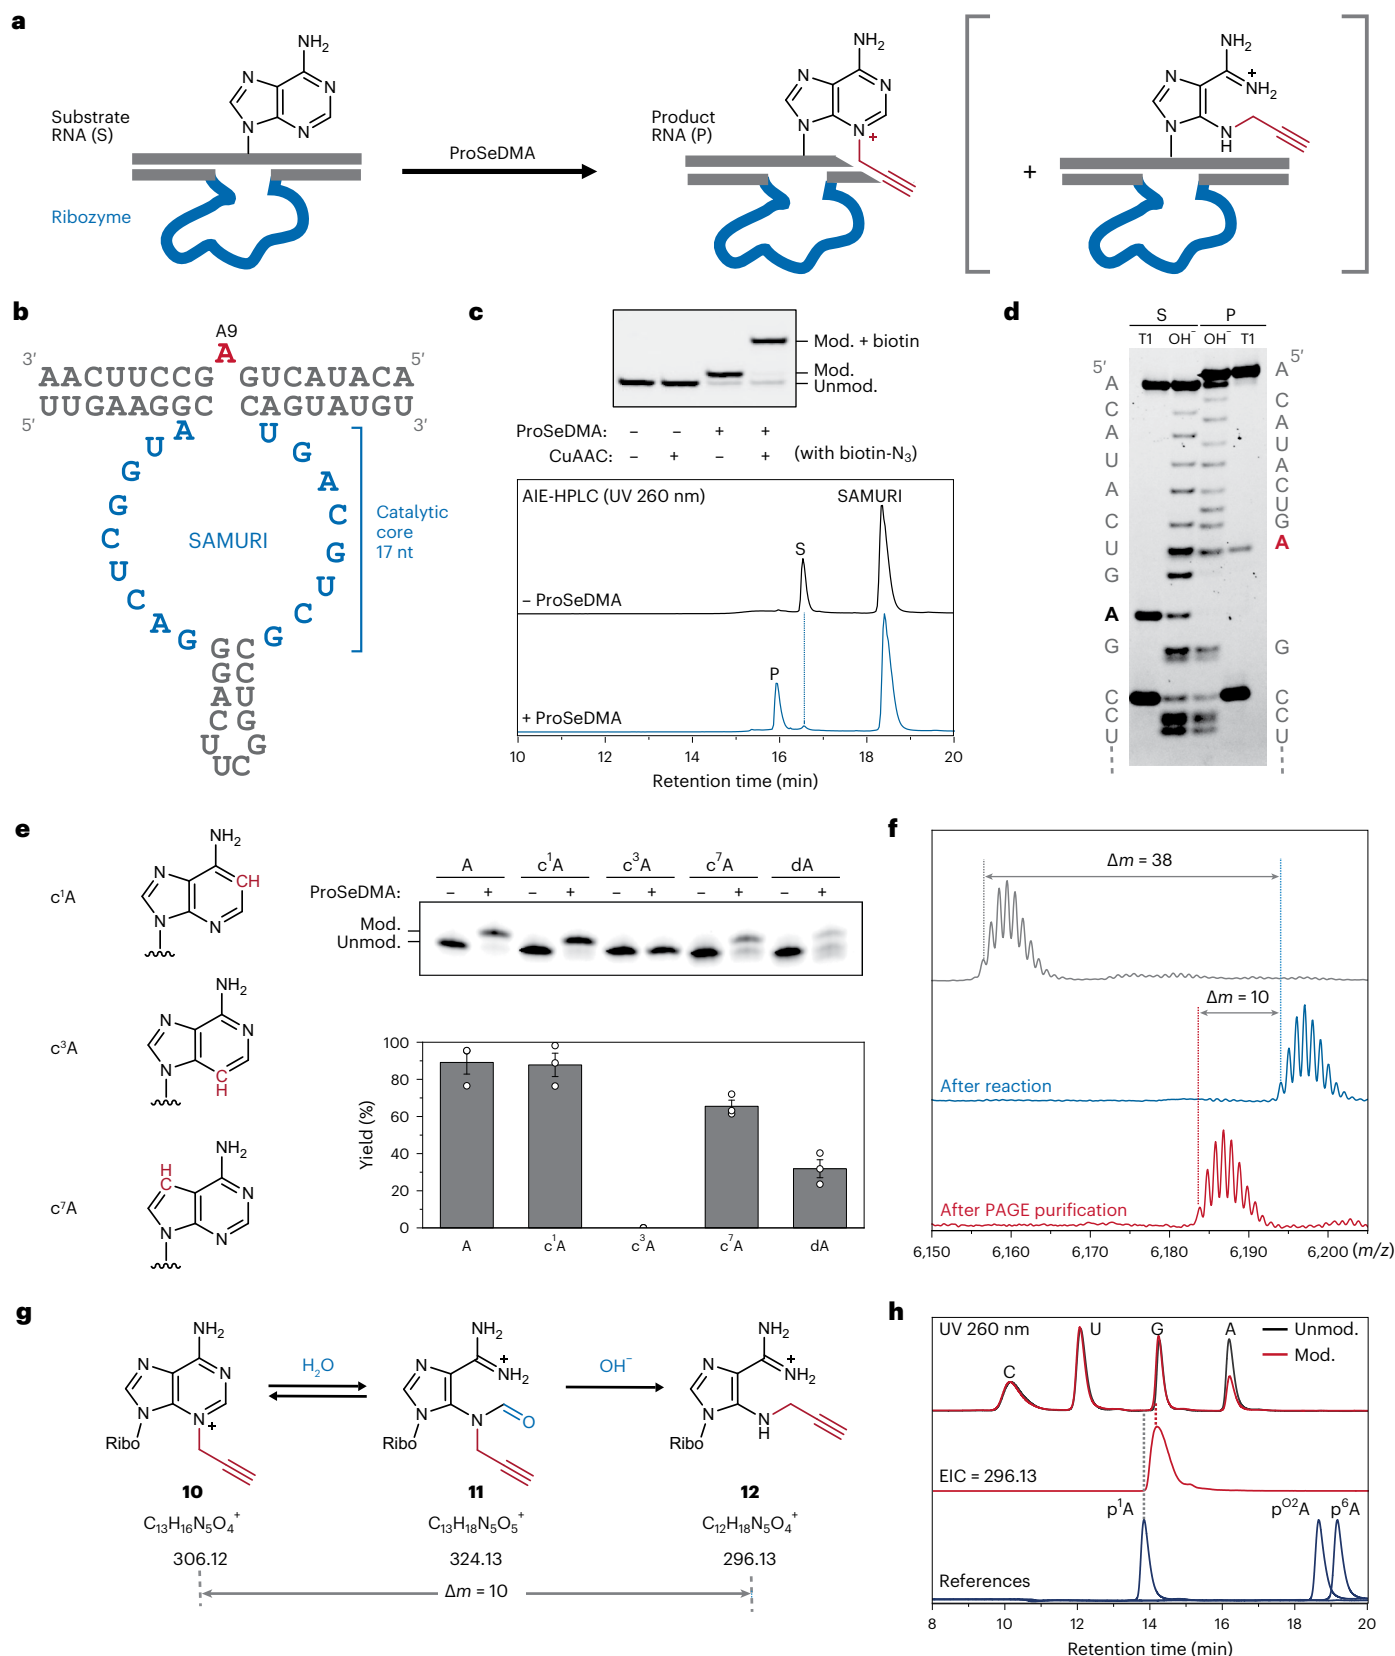 a
NH2
N
N
N
N
Substrate
RNA (S)
Ribozyme
ProSeDMA
NH2
N
N
N
N
+
Product
RNA (P)
+
NH2
+
NH2
N
N
N
H
b
A9
A
3′
AACUUCCG
GUCAUACA
5′
UUGAAGGC
CAGUAUGU
5′
3′
A
U
G
G
C
U
C
A
G
U
G
A
C
G
U
C
G
SAMURI
Catalytic
core
17 nt
G C
G C
A U
C G
U G
U C
c
Mod. + biotin
Mod.
Unmod.
ProSeDMA: – – + +
CuAAC: – + – + (with biotin-N3)
AIE-HPLC (UV 260 nm)
SAMURI
S
– ProSeDMA
P
+ ProSeDMA
10 12 14 16 18 20
Retention time (min)
d
S P
T1 OH– OH– T1
5′
A
C
A
U
A
C
U
G
A
G
C
C
U
5′
A
C
A
U
A
C
U
G
A
G
C
C
U
e
c1A
NH2
N
CH
N
N
c3A
NH2
N
N
N
C
H
c7A
H
C
NH2
N
N
N
A c1A c3A c7A dA
ProSeDMA: – + – + – + – + – +
Mod.
Unmod.
Yield (%)
100
80
60
40
20
0
A c1A c3A c7A dA
f
Δm = 38
Δm = 10
After reaction
After PAGE purification
6,150 6,160 6,170 6,180 6,190 6,200 (m/z)
g
NH2
N
N
N
N
+
Ribo
10
C13H16N5O4+
306.12
H2O
NH2
+
NH2
N
N
N
O
Ribo
11
C13H18N5O5+
324.13
OH–
NH2
+
NH2
N
N
N
H
Ribo
12
C12H18N5O4+
296.13
Δm = 10
h
UV 260 nm
C
U
G
A
Unmod.
Mod.
EIC = 296.13
p1A
pO2A
p6A
References
8 10 12 14 16 18 20
Retention time (min)